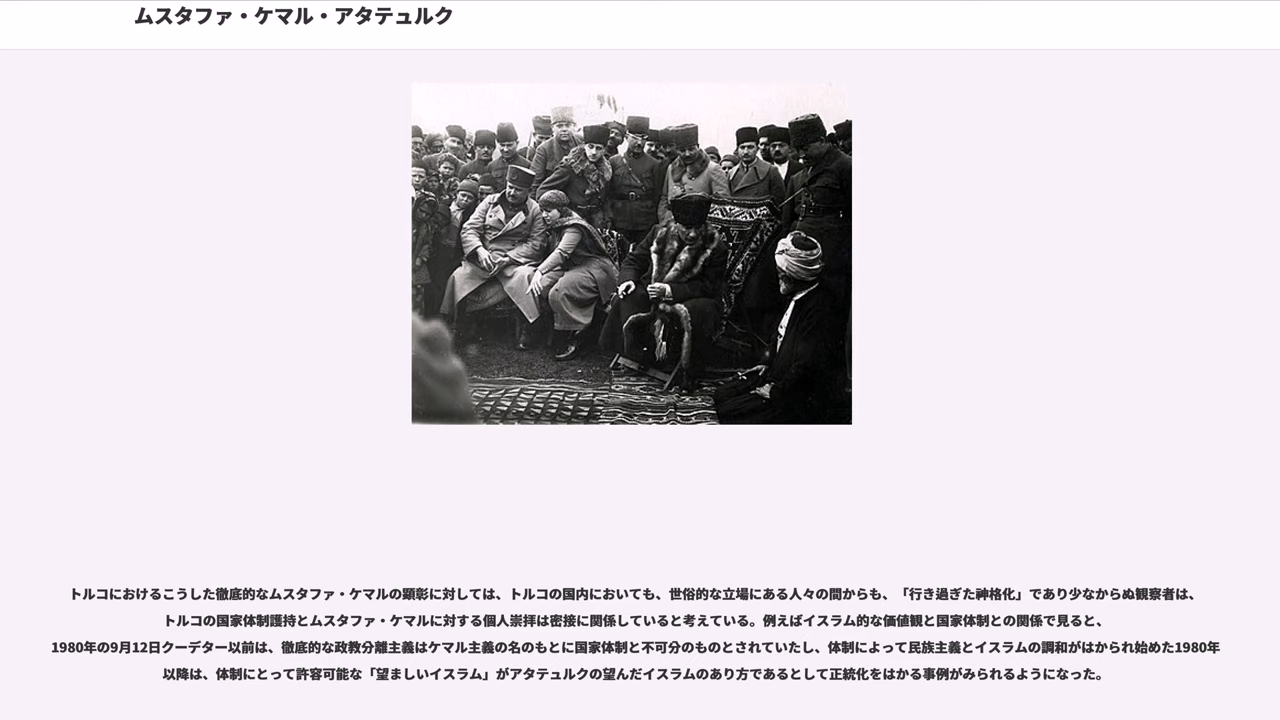 ムスタファ・ケマル・アタテュルク
トルコにおけるこうした徹底的なムスタファ・ケマルの顕彰に対しては、トルコの国内においても、世俗的な立場にある人々の間からも、「行き過ぎた神格化」であり少なからぬ観察者は、
トルコの国家体制護持とムスタファ・ケマルに対する個人崇拝は密接に関係していると考えている。例えばイスラム的な価値観と国家体制との関係で見ると、
1980年の9月12日クーデター以前は、徹底的な政教分離主義はケマル主義の名のもとに国家体制と不可分のものとされていたし、体制によって民族主義とイスラムの調和がはかられ始めた1980年
以降は、体制にとって許容可能な「望ましいイスラム」がアタテュルクの望んだイスラムのあり方であるとして正統化をはかる事例がみられるようになった。